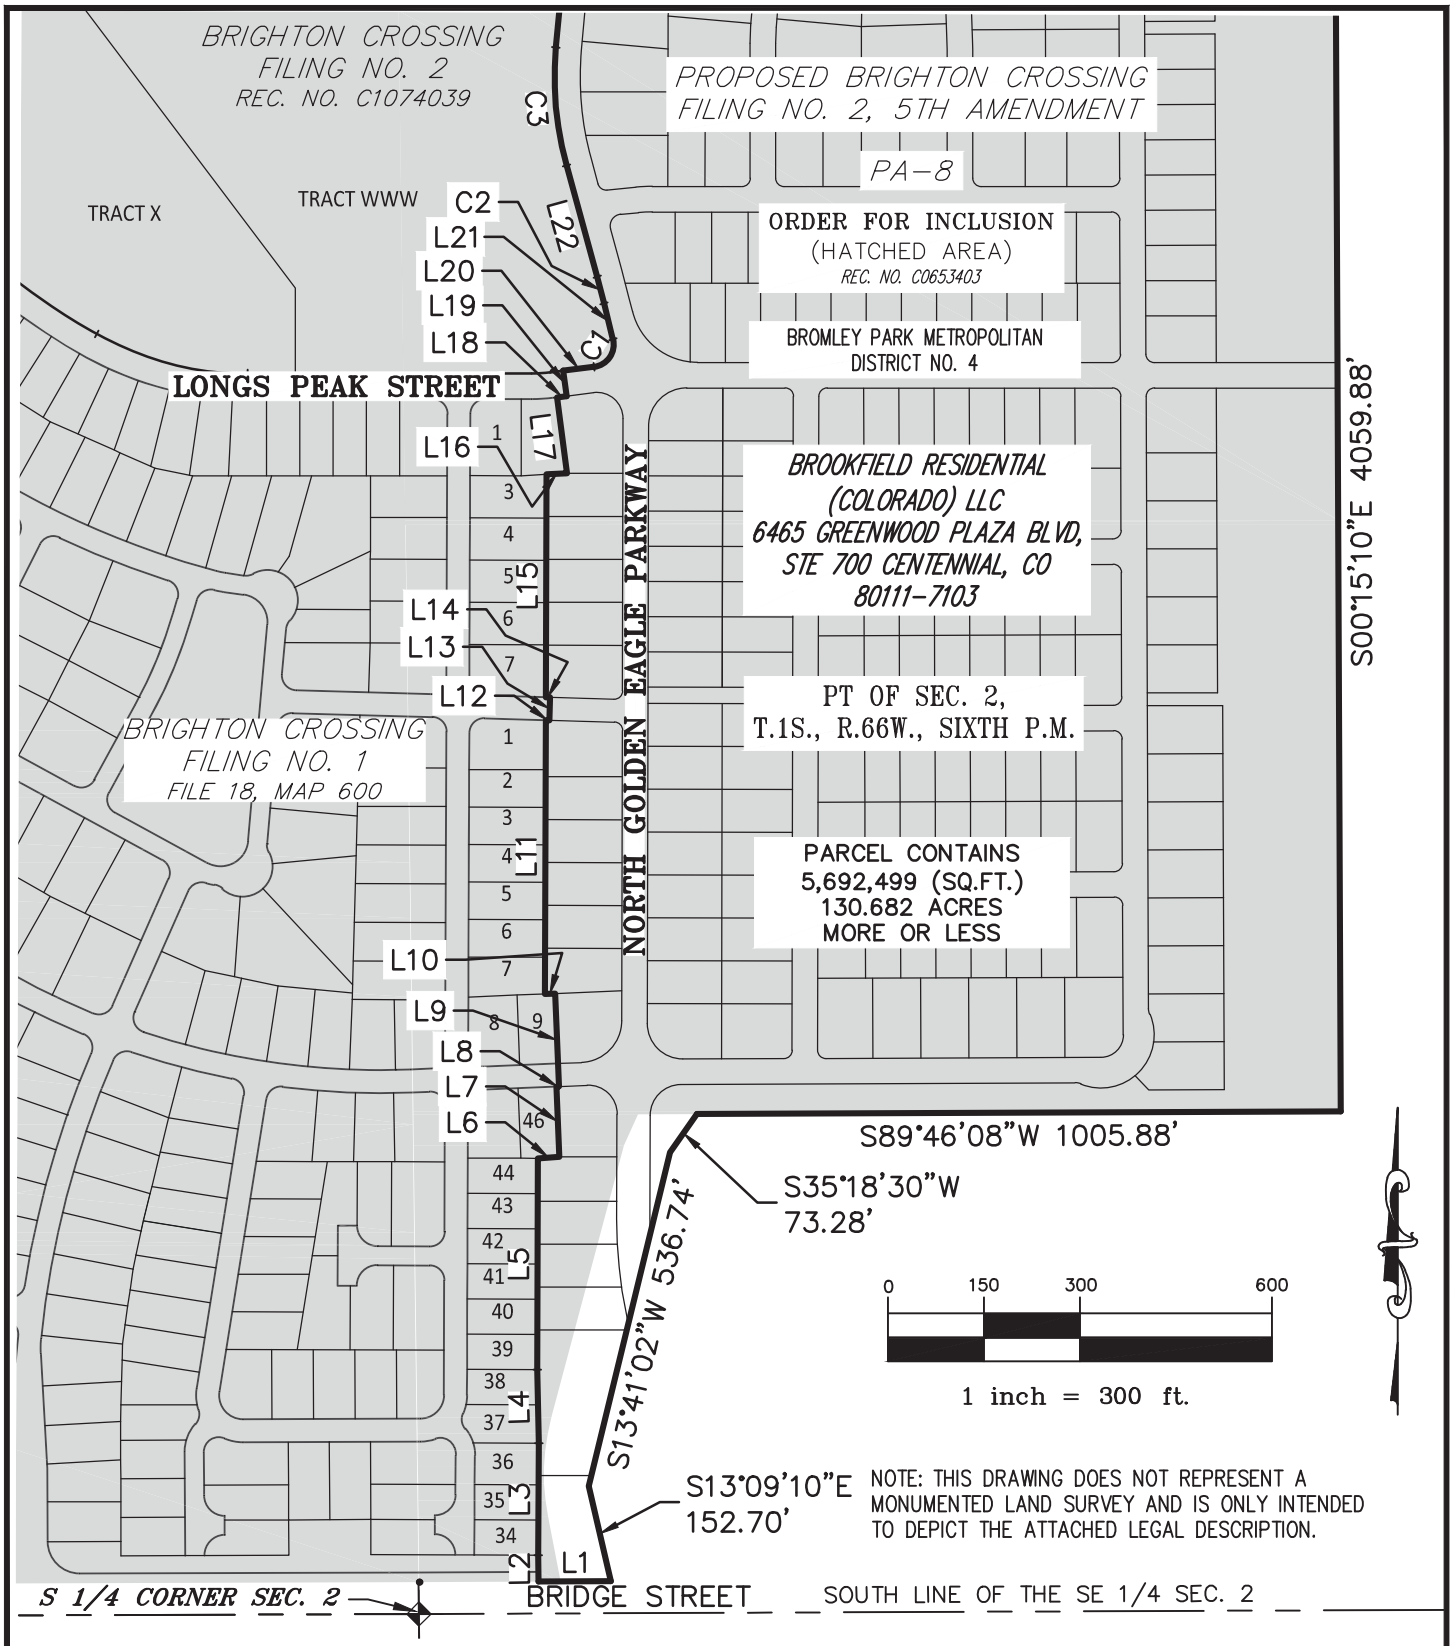 BRIGHTON CROSSING
FILING NO. 2
REC. NO. C1074039
PROPOSED BRIGHTON CROSSING
FILING NO. 2, 5TH AMENDMENT
PA-8
C3
TRACT X
TRACT WWW
C2
L22
L21
L20
L19
L18
C1
ORDER FOR INCLUSION
(HATCHED AREA)
REC. NO. C0653403
BROMLEY PARK METROPOLITAN
DISTRICT NO. 4
LONGS PEAK STREET
S00°15'10"E 4059.88'
1
L17
L16
3
4
5
L15
6
7
L14
L13
L12
NORTH GOLDEN EAGLE PARKWAY
BROOKFIELD RESIDENTIAL
(COLORADO) LLC
6465 GREENWOOD PLAZA BLVD,
STE 700 CENTENNIAL, CO
80111-7103
PT OF SEC. 2,
T.1S., R.66W., SIXTH P.M.
BRIGHTON CROSSING
FILING NO. 1
FILE 18, MAP 600
1
2
3
4
L11
5
6
7
PARCEL CONTAINS
5,692,499 (SQ.FT.)
130.682 ACRES
MORE OR LESS
L10
L9
8
9
L8
L7
L6
46
S89°46'08"W 1005.88'
S35°18'30"W
73.28'
44
43
42
41
L5
40
39
38
L4
37
36
35
L3
34
L2
L1
S13°41'02"W 536.74'
0 150 300 600
1 inch = 300 ft.
S13°09'10"E
152.70'
NOTE: THIS DRAWING DOES NOT REPRESENT A
MONUMENTED LAND SURVEY AND IS ONLY INTENDED
TO DEPICT THE ATTACHED LEGAL DESCRIPTION.
S 1/4 CORNER SEC. 2
BRIDGE STREET
SOUTH LINE OF THE SE 1/4 SEC. 2